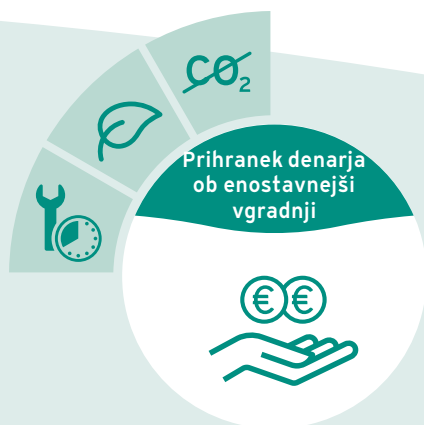 CO₂
Prihranek denarja
ob enostavnejši
vgradnji
€ €